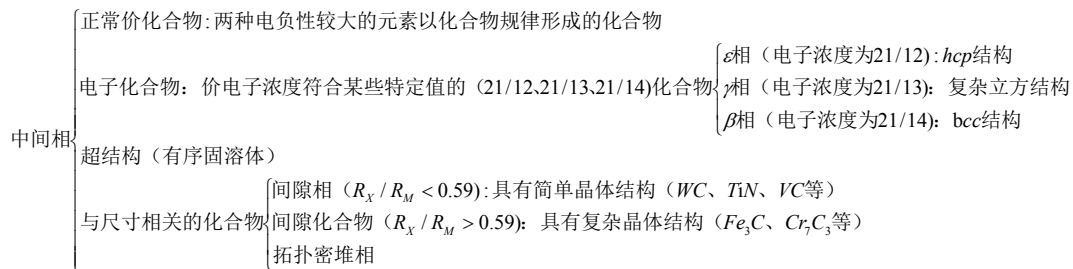 正常价化合物:两种电负性较大的元素以化合物规律形成的化合物
ε相（电子浓度为21/12):hcp结构
电子化合物：价电子浓度符合某些特定值的（21/12、21/13、21/14)化合物
γ相（电子浓度为21/13)：复杂立方结构
β相（电子浓度为21/14)：bcc结构
中间相
超结构（有序固溶体）
间隙相（R_X / R_M < 0.59):具有简单晶体结构（WC、TiN、VC等）
与尺寸相关的化合物
间隙化合物（R_X / R_M > 0.59)：具有复杂晶体结构（Fe₃C、Cr₇C₃等）
拓扑密堆相